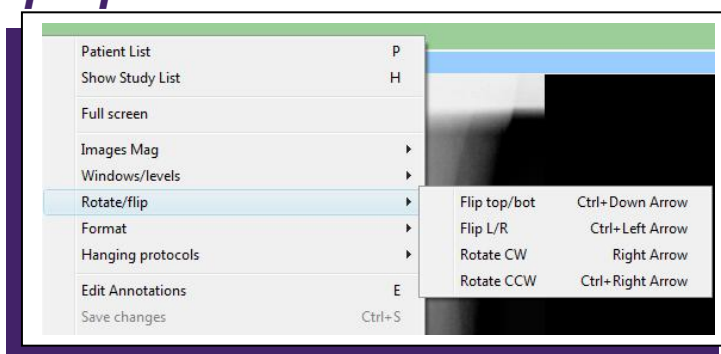 Patient List P
Show Study List H
Full screen
Images Mag
Windows/levels
Rotate/flip
Format
Hanging protocols
Edit Annotations E
Save changes Ctrl+S
Flip top/bot Ctrl+Down Arrow
Flip L/R Ctrl+Left Arrow
Rotate CW Right Arrow
Rotate CCW Ctrl+Right Arrow